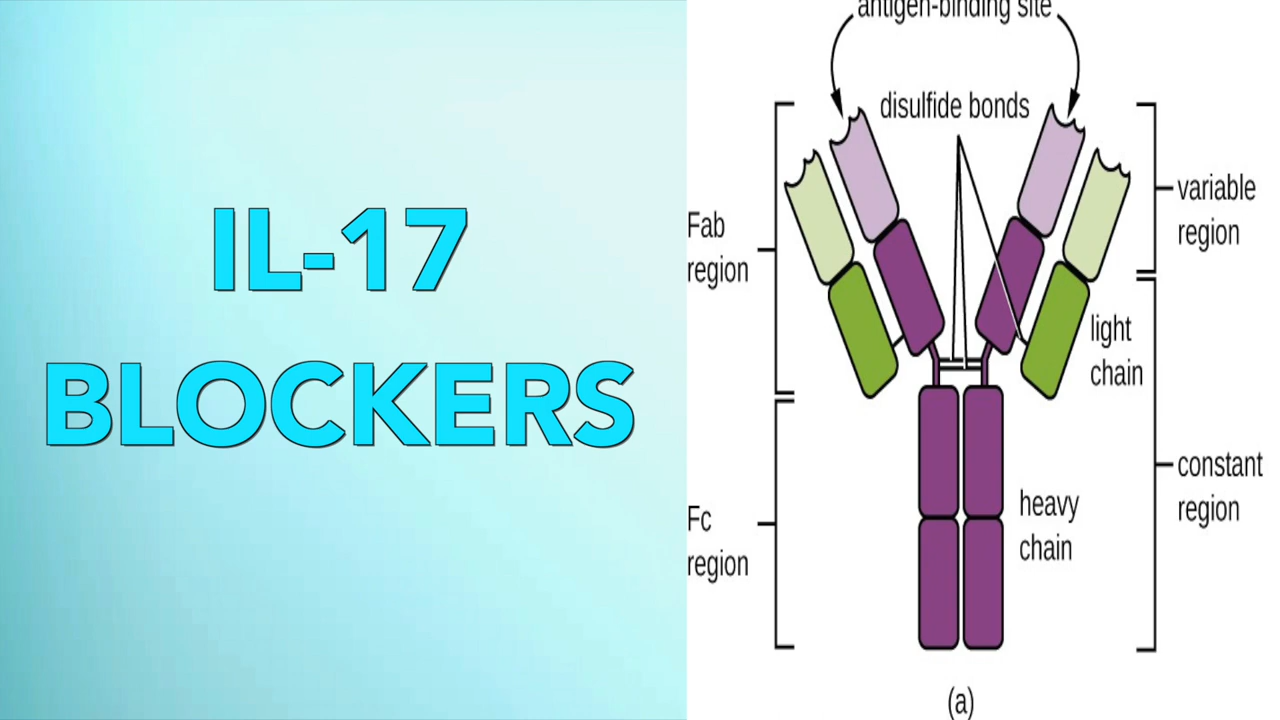 IL-17
BLOCKERS
antigen-binding site
disulfide bonds
Fab
region
variable
region
light
chain
Fc
region
heavy
chain
constant
region
(a)